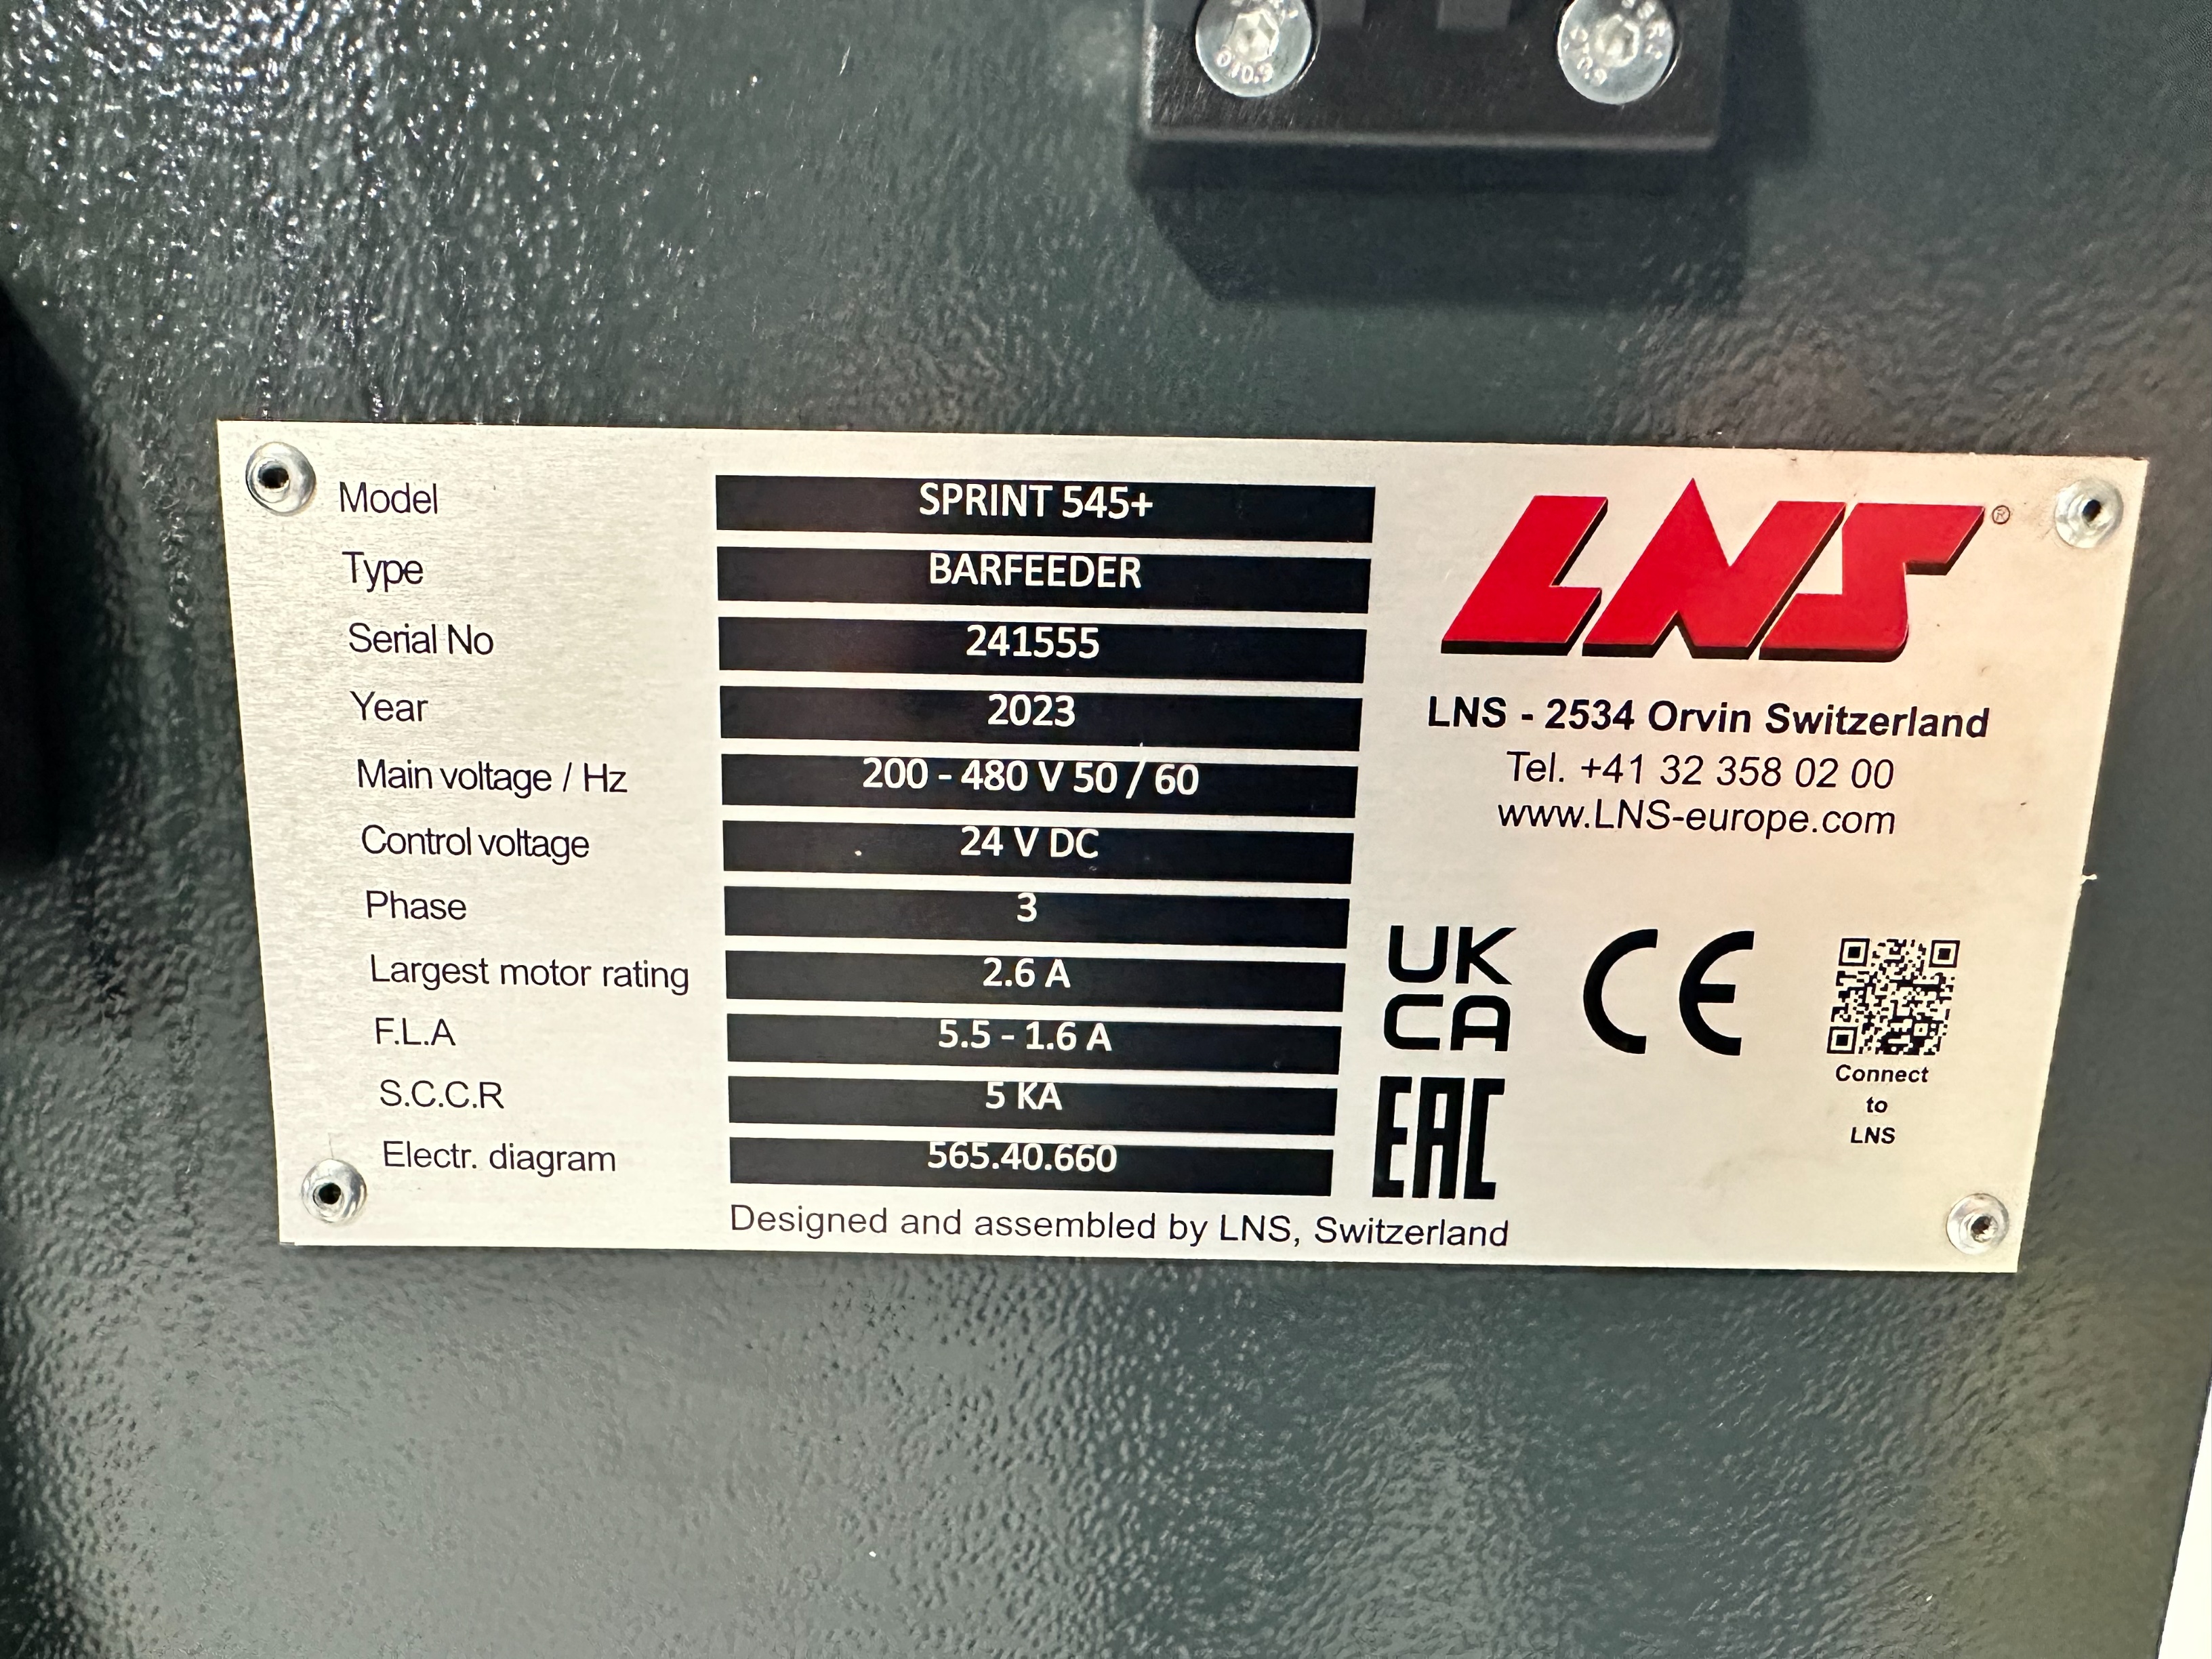 Model SPRINT 545+
Type BARFEEDER
Serial No 241555
Year 2023
Main voltage / Hz 200 - 480 V 50 / 60
Control voltage 24 V DC
Phase 3
Largest motor rating 2.6 A
F.L.A 5.5 - 1.6 A
S.C.C.R 5 KA
Electr. diagram 565.40.660
Designed and assembled by LNS, Switzerland
LNS®
LNS - 2534 Orvin Switzerland
Tel. +41 32 358 02 00
www.LNS-europe.com
UK
CA
CE
EAC
Connect
to
LNS